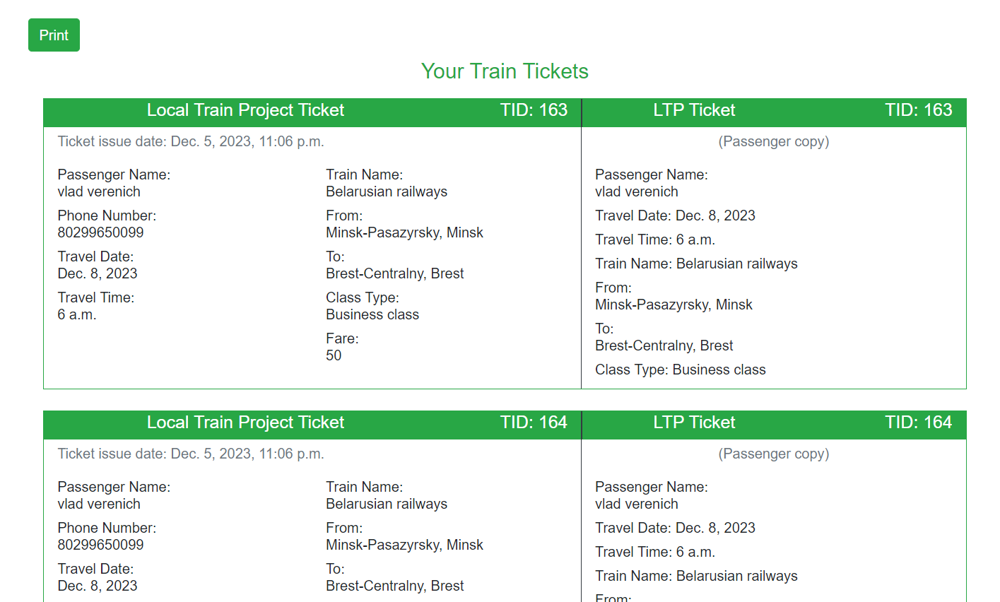 Print
Your Train Tickets
Local Train Project Ticket TID: 163
Ticket issue date: Dec. 5, 2023, 11:06 p.m.
Passenger Name:
vlad verenich
Phone Number:
80299650099
Travel Date:
Dec. 8, 2023
Travel Time:
6 a.m.
Train Name:
Belarusian railways
From:
Minsk-Pasazyrsky, Minsk
To:
Brest-Centralny, Brest
Class Type:
Business class
Fare:
50
LTP Ticket TID: 163
(Passenger copy)
Passenger Name:
vlad verenich
Travel Date: Dec. 8, 2023
Travel Time: 6 a.m.
Train Name: Belarusian railways
From:
Minsk-Pasazyrsky, Minsk
To:
Brest-Centralny, Brest
Class Type: Business class
Local Train Project Ticket TID: 164
Ticket issue date: Dec. 5, 2023, 11:06 p.m.
Passenger Name:
vlad verenich
Phone Number:
80299650099
Travel Date:
Dec. 8, 2023
Train Name:
Belarusian railways
From:
Minsk-Pasazyrsky, Minsk
To:
Brest-Centralny, Brest
LTP Ticket TID: 164
(Passenger copy)
Passenger Name:
vlad verenich
Travel Date: Dec. 8, 2023
Travel Time: 6 a.m.
Train Name: Belarusian railways
From: